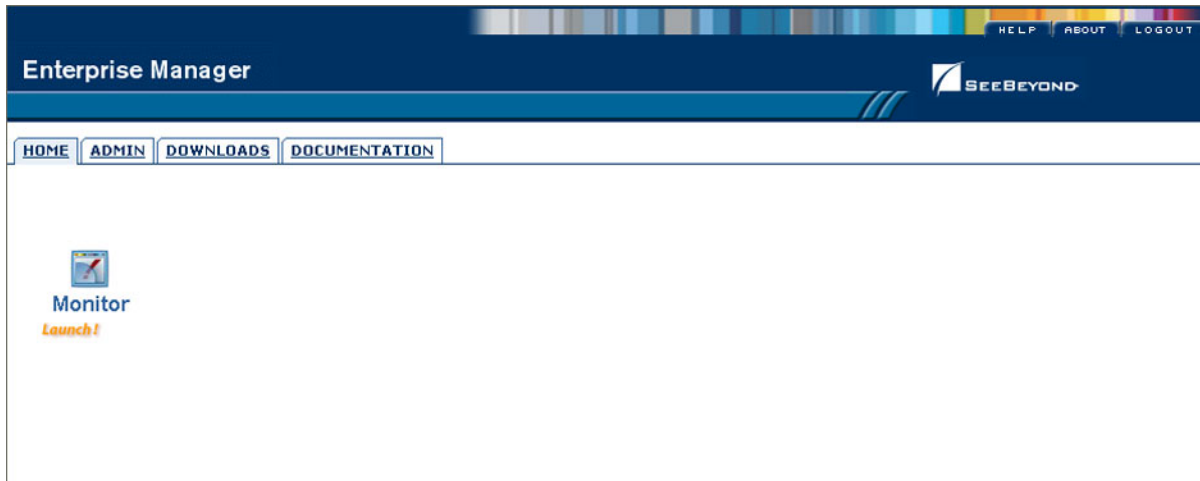 HELP ABOUT LOGOUT
Enterprise Manager
SEEBEYOND
HOME ADMIN DOWNLOADS DOCUMENTATION
Monitor
Launch!